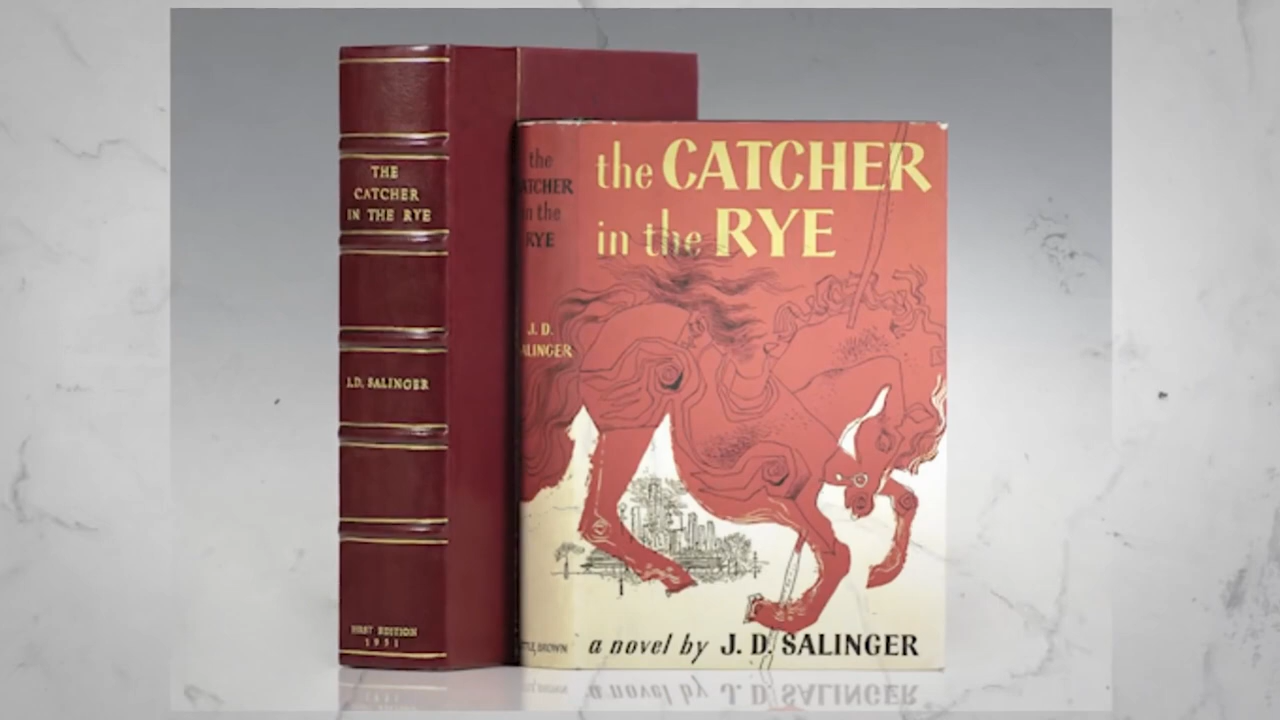 THE
CATCHER
IN THE RYE
J.D. SALINGER
FIRST EDITION
1951
the
CATCHER
in the
RYE
J. D.
SALINGER
BROWN
the CATCHER
in the RYE
a novel by J. D. SALINGER